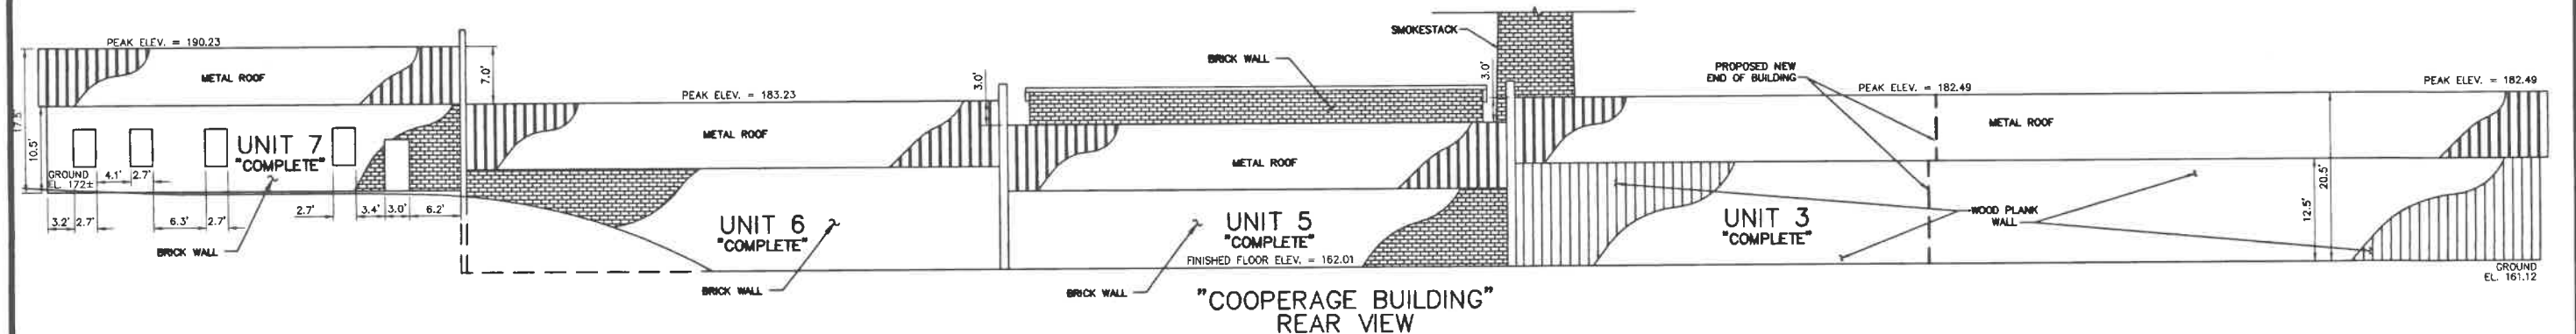 PEAK ELEV. = 190.23
METAL ROOF
17.5'
10.5'
UNIT 7
"COMPLETE"
GROUND
EL. 172±
4.1'
2.7'
3.2'
2.7'
6.3'
2.7'
2.7'
3.4'
3.0'
6.2'
BRICK WALL
7.0'
PEAK ELEV. = 183.23
METAL ROOF
UNIT 6
"COMPLETE"
BRICK WALL
3.0'
BRICK WALL
3.0'
METAL ROOF
UNIT 5
"COMPLETE"
FINISHED FLOOR ELEV. = 162.01
BRICK WALL
SMOKESTACK
PROPOSED NEW
END OF BUILDING
PEAK ELEV. = 182.49
PEAK ELEV. = 182.49
METAL ROOF
UNIT 3
"COMPLETE"
WOOD PLANK
WALL
20.5'
12.5'
GROUND
EL. 161.12
"COOPERAGE BUILDING"
REAR VIEW